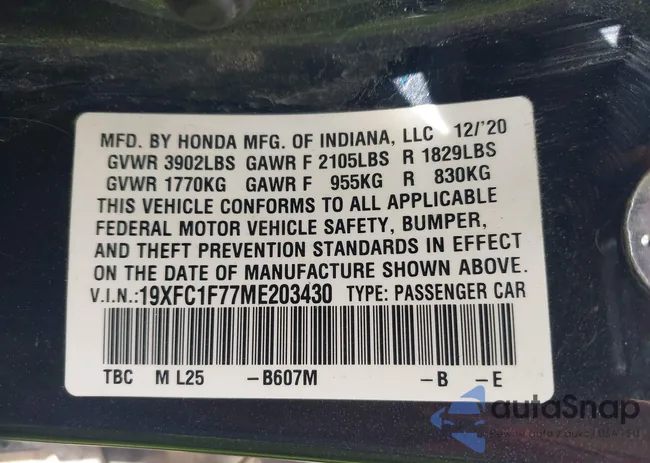 MFD. BY HONDA MFG. OF INDIANA, LLC 12/'20
GVWR 3902LBS GAWR F 2105LBS R 1829LBS
GVWR 1770KG GAWR F 955KG R 830KG
THIS VEHICLE CONFORMS TO ALL APPLICABLE
FEDERAL MOTOR VEHICLE SAFETY, BUMPER,
AND THEFT PREVENTION STANDARDS IN EFFECT
ON THE DATE OF MANUFACTURE SHOWN ABOVE.
V.I.N.:19XFC1F77ME203430 TYPE: PASSENGER CAR
TBC M L25 -B607M -B -E
autaSnap